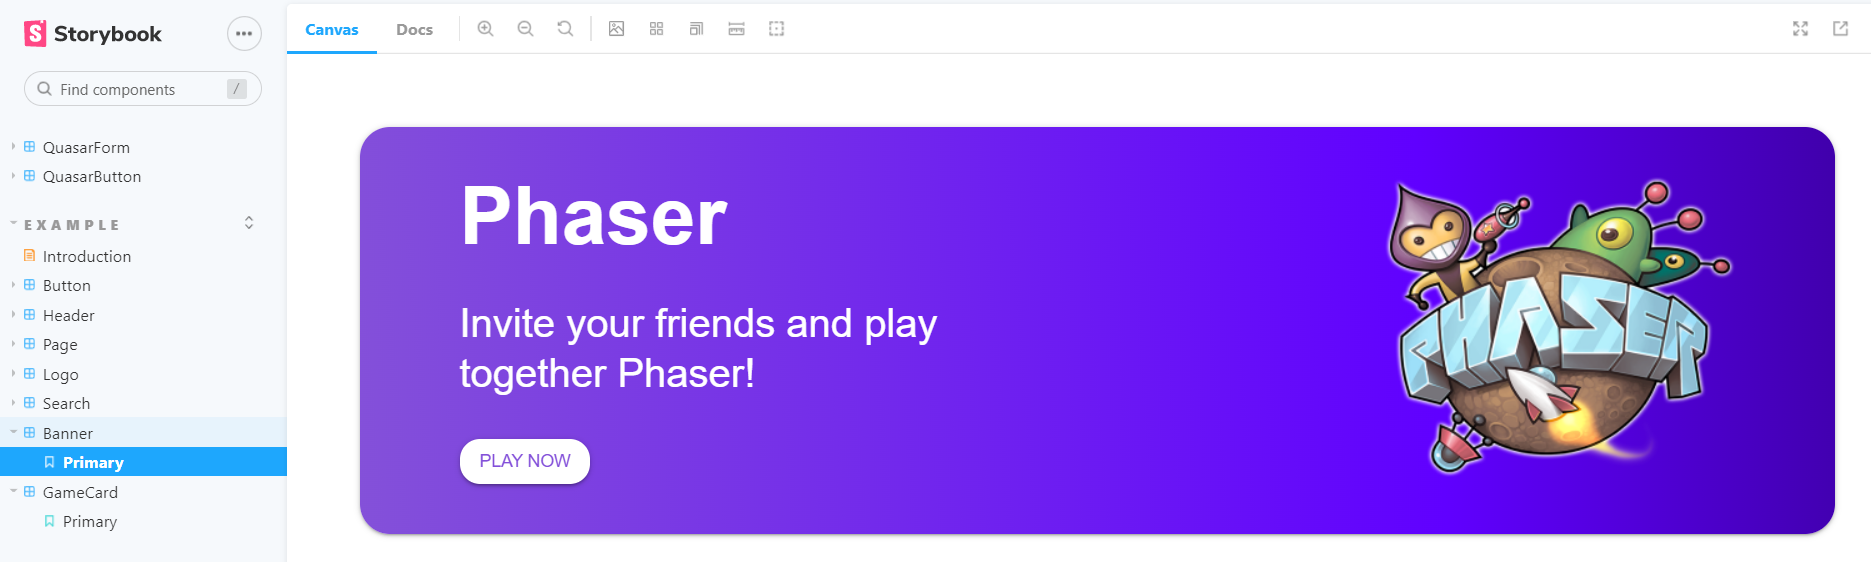 Storybook
Find components
/
QuasarForm
QuasarButton
EXAMPLE
Introduction
Button
Header
Page
Logo
Search
Banner
Primary
GameCard
Primary
Canvas
Docs
Phaser
Invite your friends and play
together Phaser!
PLAY NOW
PHASER